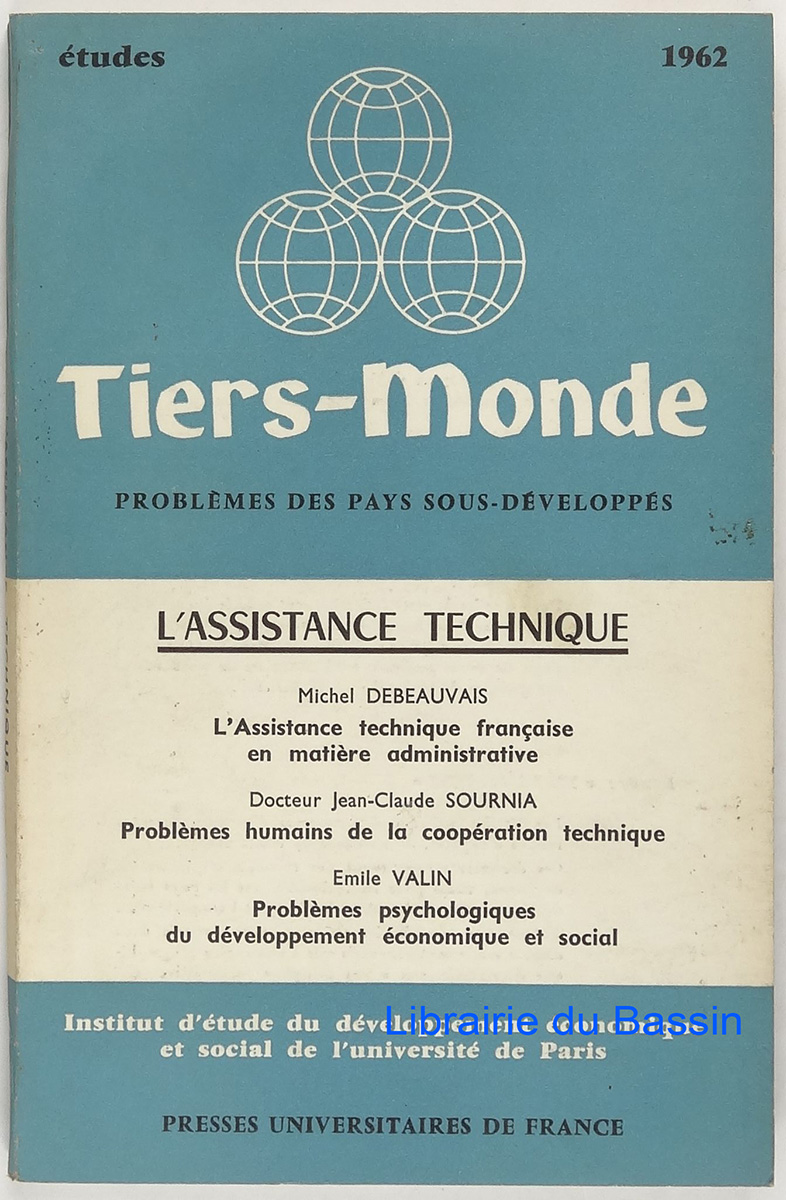 études 1962
Tiers-Monde
PROBLÈMES DES PAYS SOUS-DÉVELOPPÉS
L'ASSISTANCE TECHNIQUE
Michel DEBEAUVAIS
L'Assistance technique française
en matière administrative
Docteur Jean-Claude SOURNIA
Problèmes humains de la coopération technique
Emile VALIN
Problèmes psychologiques
du développement économique et social
Institut d'étude du développement économique
et social de l'université de Paris
Librairie du Bassin
PRESSES UNIVERSITAIRES DE FRANCE